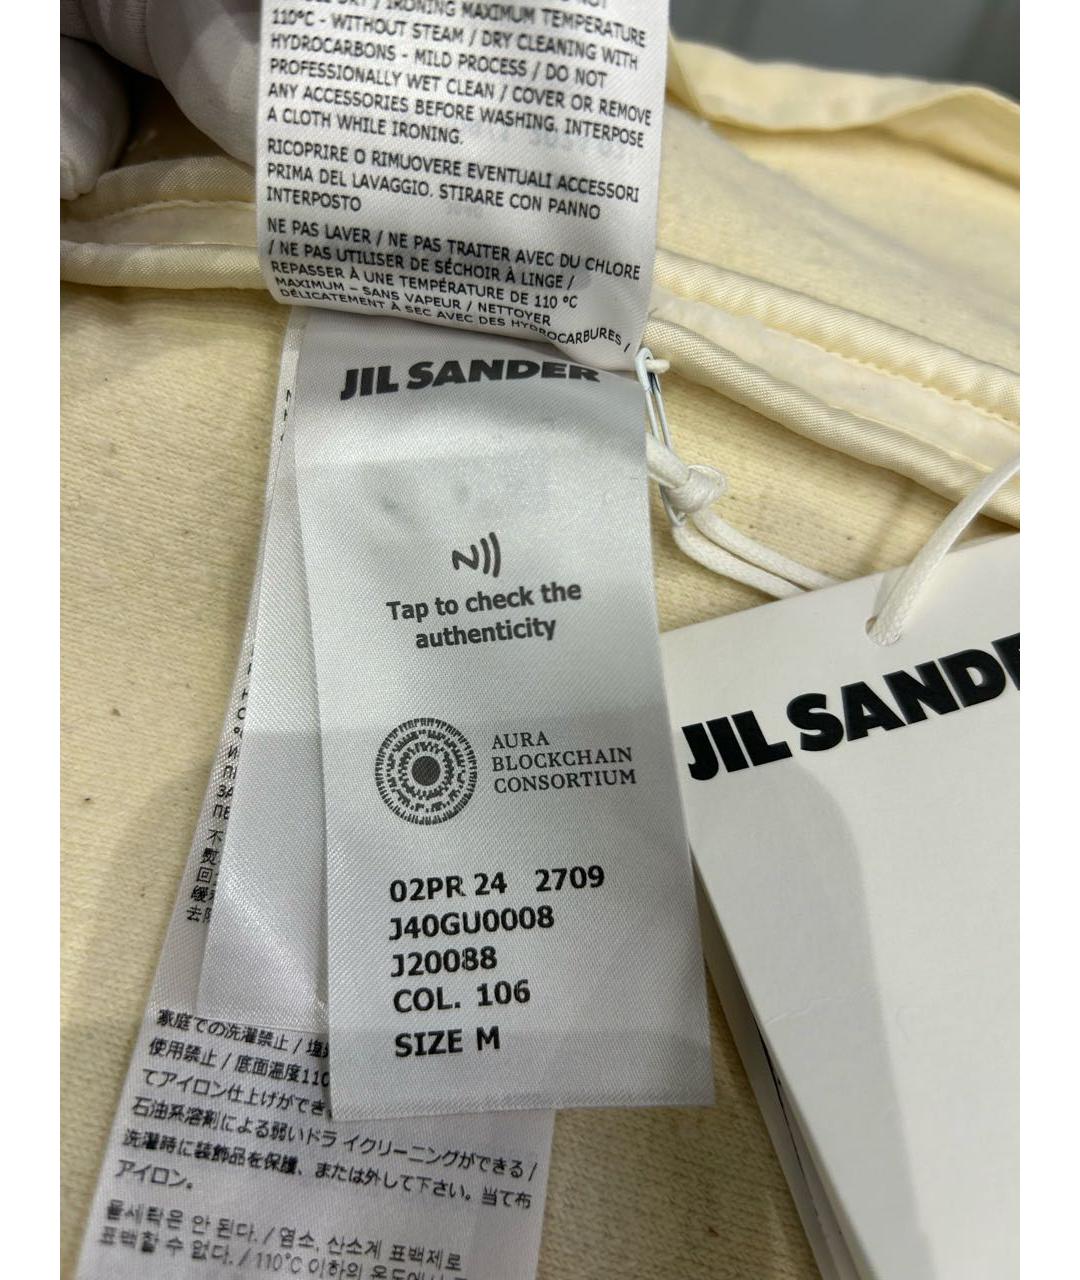 DRY / IRONING MAXIMUM TEMPERATURE
110°C - WITHOUT STEAM / DRY CLEANING WITH
HYDROCARBONS - MILD PROCESS / DO NOT
PROFESSIONALLY WET CLEAN / COVER OR REMOVE
ANY ACCESSORIES BEFORE WASHING. INTERPOSE
A CLOTH WHILE IRONING.
RICOPRIRE O RIMUOVERE EVENTUALI ACCESSORI
PRIMA DEL LAVAGGIO. STIRARE CON PANNO
INTERPOSTO
NE PAS LAVER / NE PAS TRAITER AVEC DU CHLORE
/ NE PAS UTILISER DE SÉCHOIR À LINGE /
REPASSER À UNE TEMPÉRATURE DE 110 °C
MAXIMUM – SANS VAPEUR / NETTOYER
DÉLICATEMENT À SEC AVEC DES HYDROCARBURES /
JIL SANDER
Tap to check the
authenticity
AURA
BLOCKCHAIN
CONSORTIUM
02PR 24 2709
J40GU0008
J20088
COL. 106
SIZE M
JIL SANDE
家庭での洗濯禁止 / 塩
使用禁止 / 底面温度110
てアイロン仕上げができ
石油系溶剤による弱いドライクリーニングができる /
洗濯時に装飾品を保護、または外して下さい。当て布
アイロン。
물세탁은 안 된다. / 염소, 산소계 표백제로
표백할 수 없다. / 110°C 이하의 온도에서